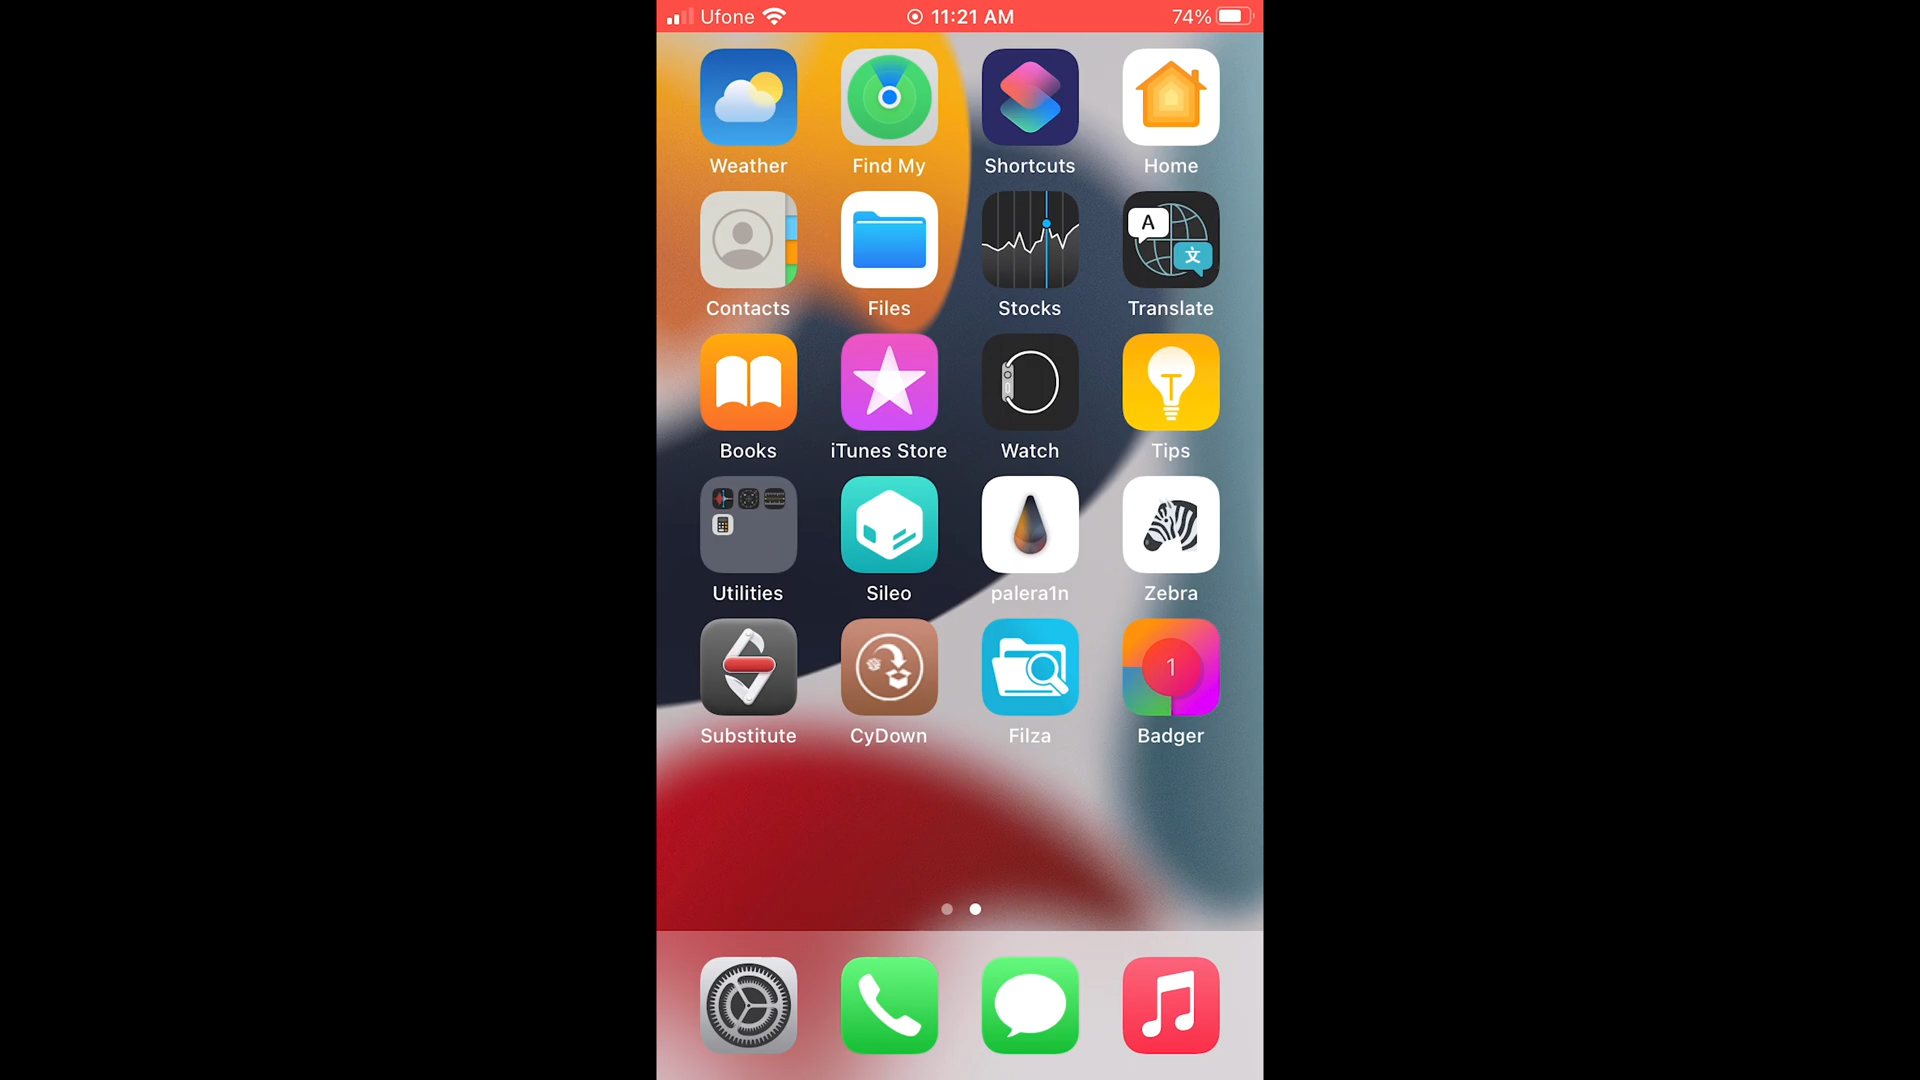 Ufone 11:21 AM 74%
Weather Find My Shortcuts Home
A 文
Contacts Files Stocks Translate
Books iTunes Store Watch Tips
Utilities Sileo palera1n Zebra
1
Substitute CyDown Filza Badger